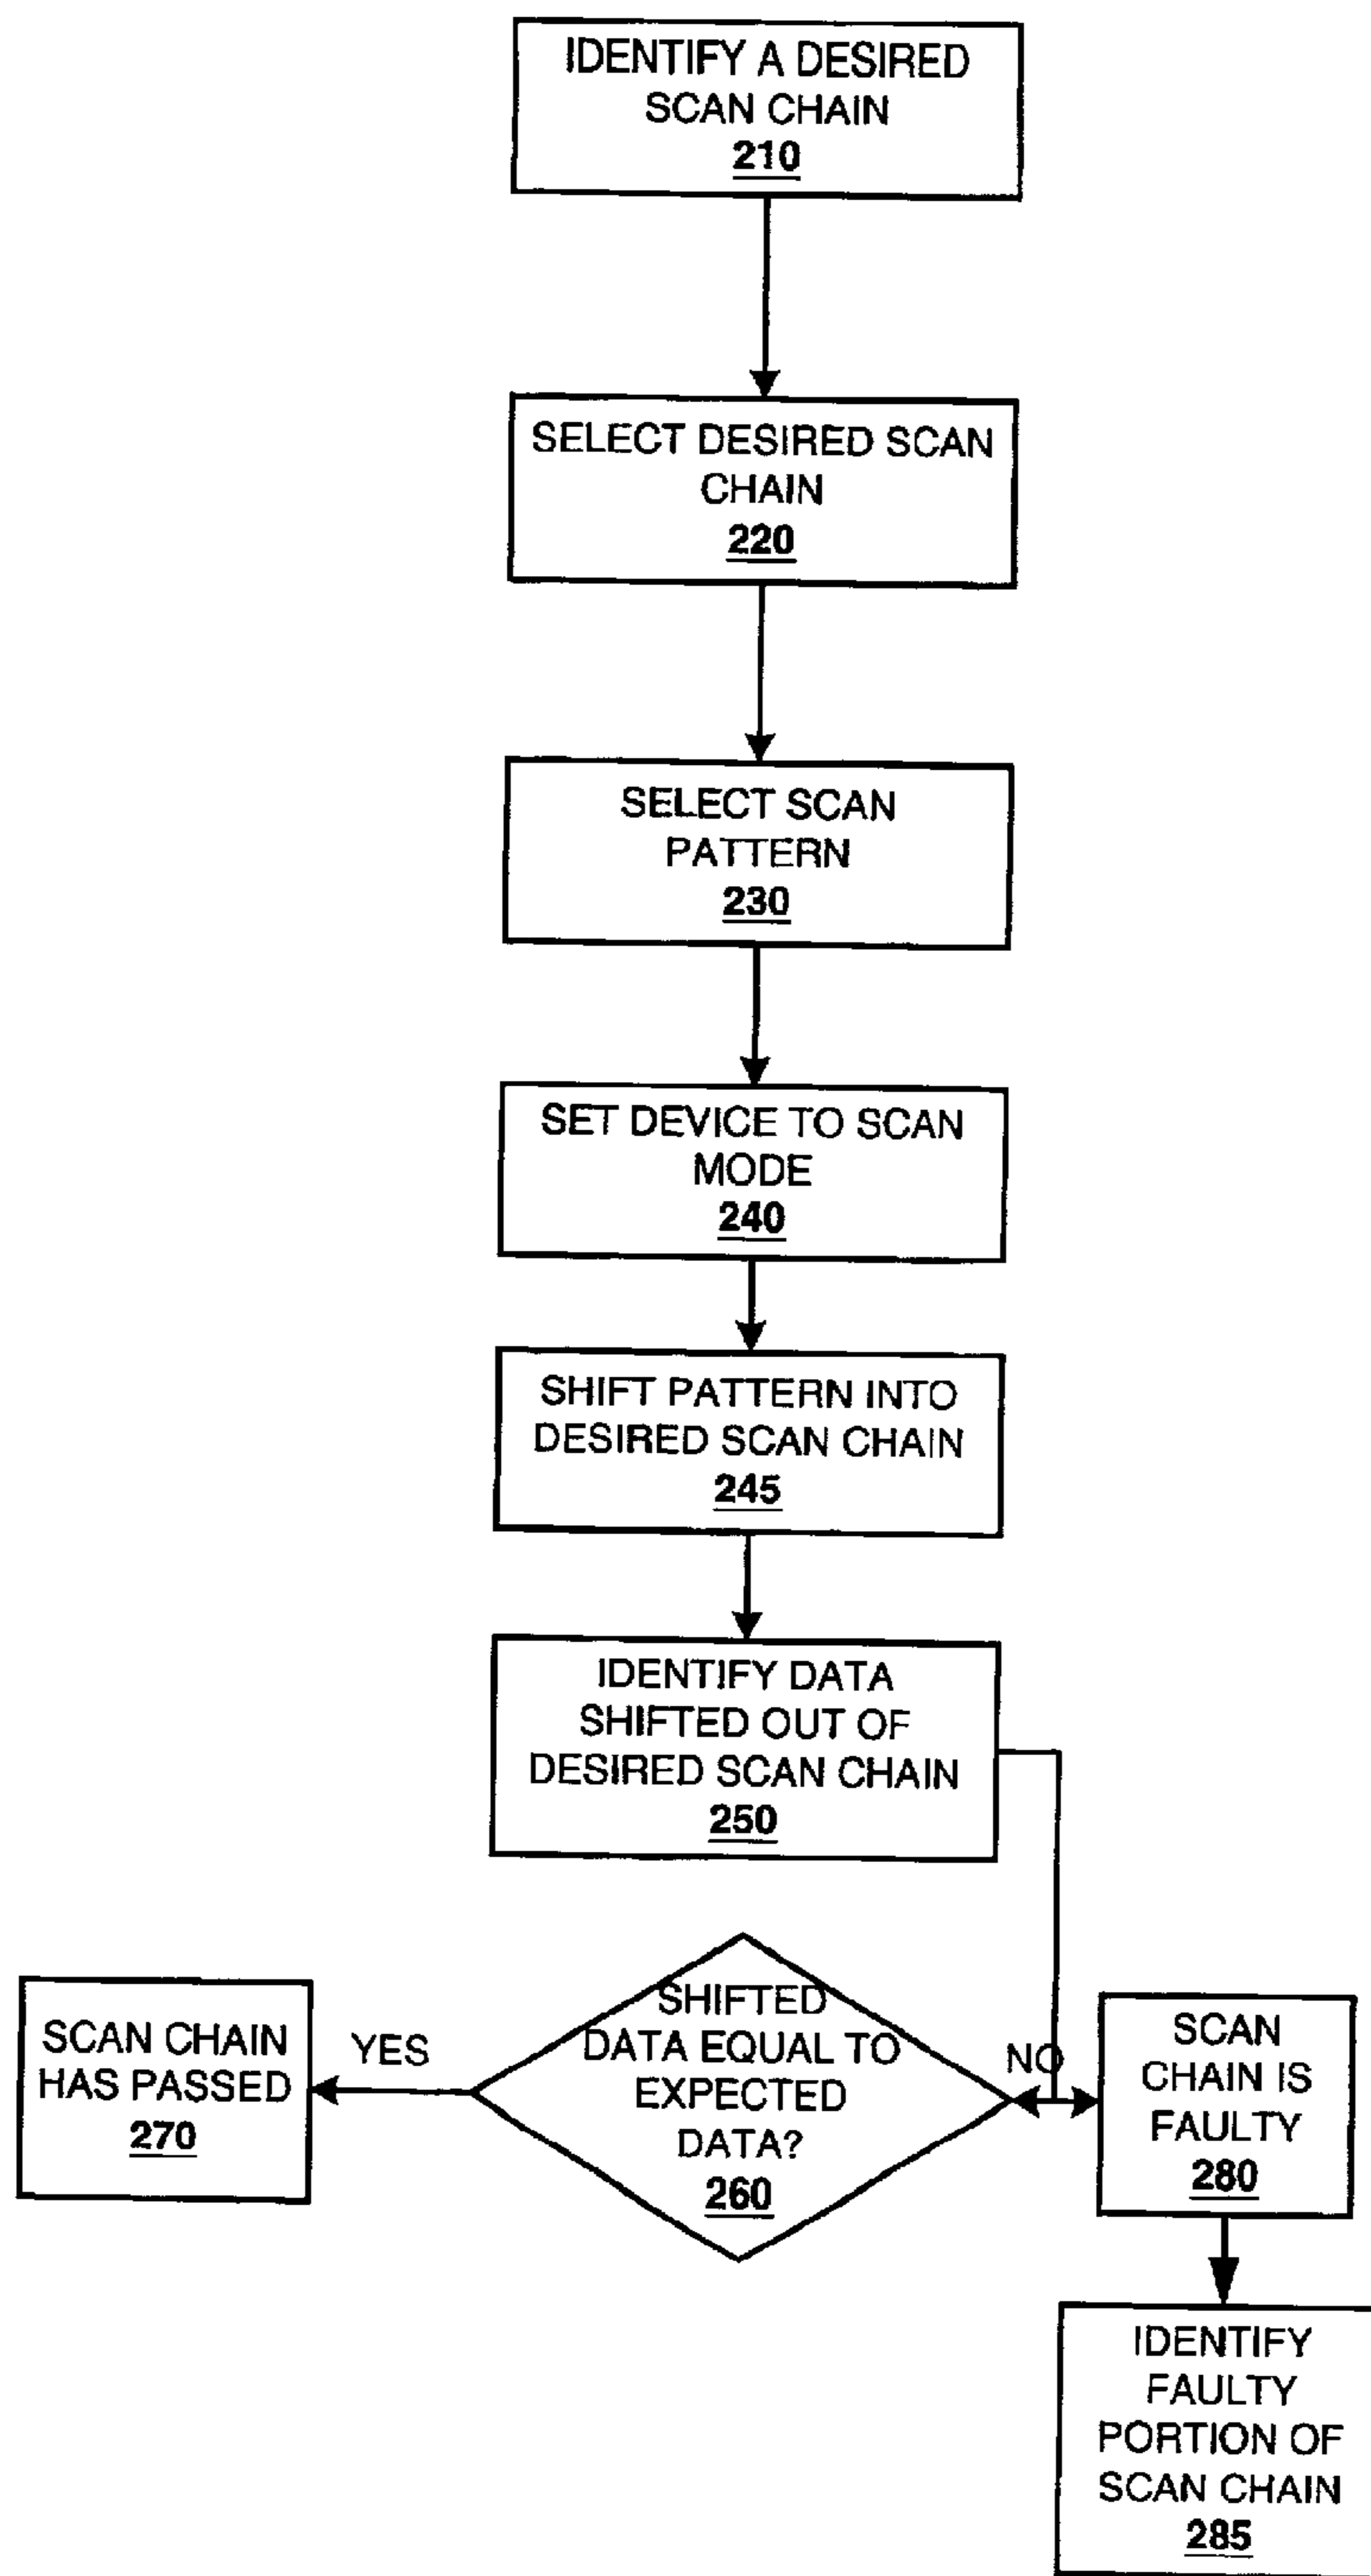 IDENTIFY A DESIRED
SCAN CHAIN
210
SELECT DESIRED SCAN
CHAIN
220
SELECT SCAN
PATTERN
230
SET DEVICE TO SCAN
MODE
240
SHIFT PATTERN INTO
DESIRED SCAN CHAIN
245
IDENTIFY DATA
SHIFTED OUT OF
DESIRED SCAN CHAIN
250
SHIFTED
DATA EQUAL TO
EXPECTED
DATA?
260
YES
SCAN CHAIN
HAS PASSED
270
NO
SCAN
CHAIN IS
FAULTY
280
IDENTIFY
FAULTY
PORTION OF
SCAN CHAIN
285